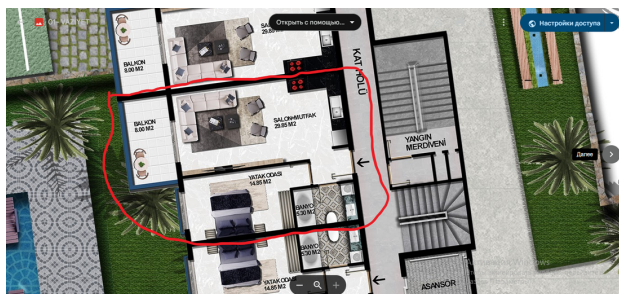 Открыть с помощью...
Настройки доступа
SALON+MUTFAK
BALKON
8.00 M2
29.85 M2
KAT HOLÜ
BALKON
8.00 M2
SALON+MUTFAK
29.85 M2
YANGIN
MERDİVENİ
Далее
YATAK ODASI
14.85 M2
BANYO
5.30 M2
BANYO
5.30 M2
YATAK ODASI
14.85 M2
ASANSÖR